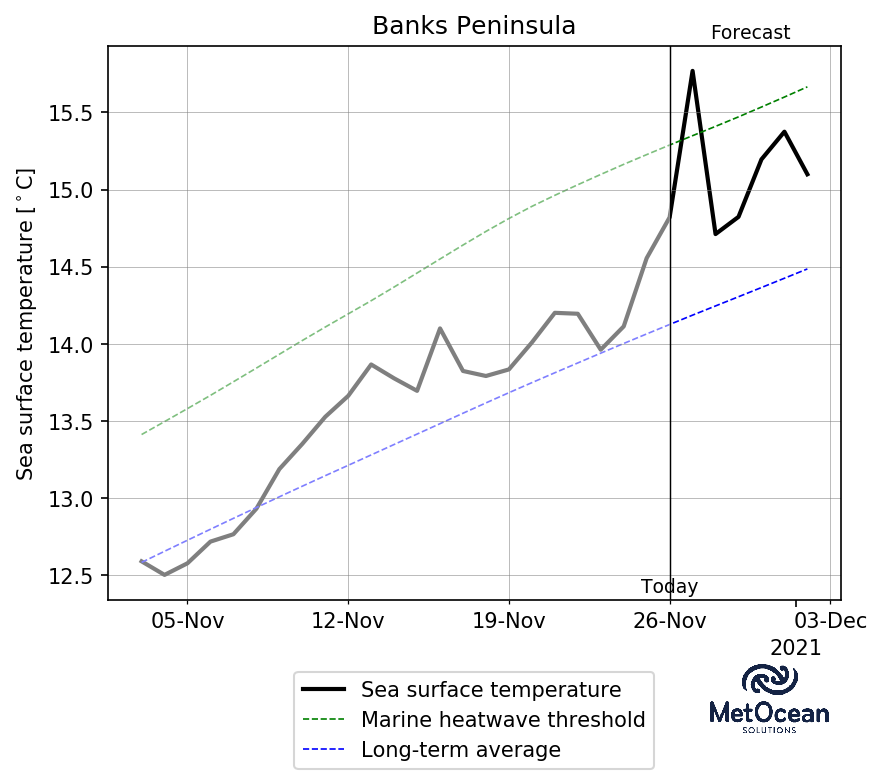 Banks Peninsula
Forecast
Sea surface temperature [°C]
15.5
15.0
14.5
14.0
13.5
13.0
12.5
Today
05-Nov
12-Nov
19-Nov
26-Nov
03-Dec
2021
Sea surface temperature
Marine heatwave threshold
Long-term average
MetOcean
SOLUTIONS